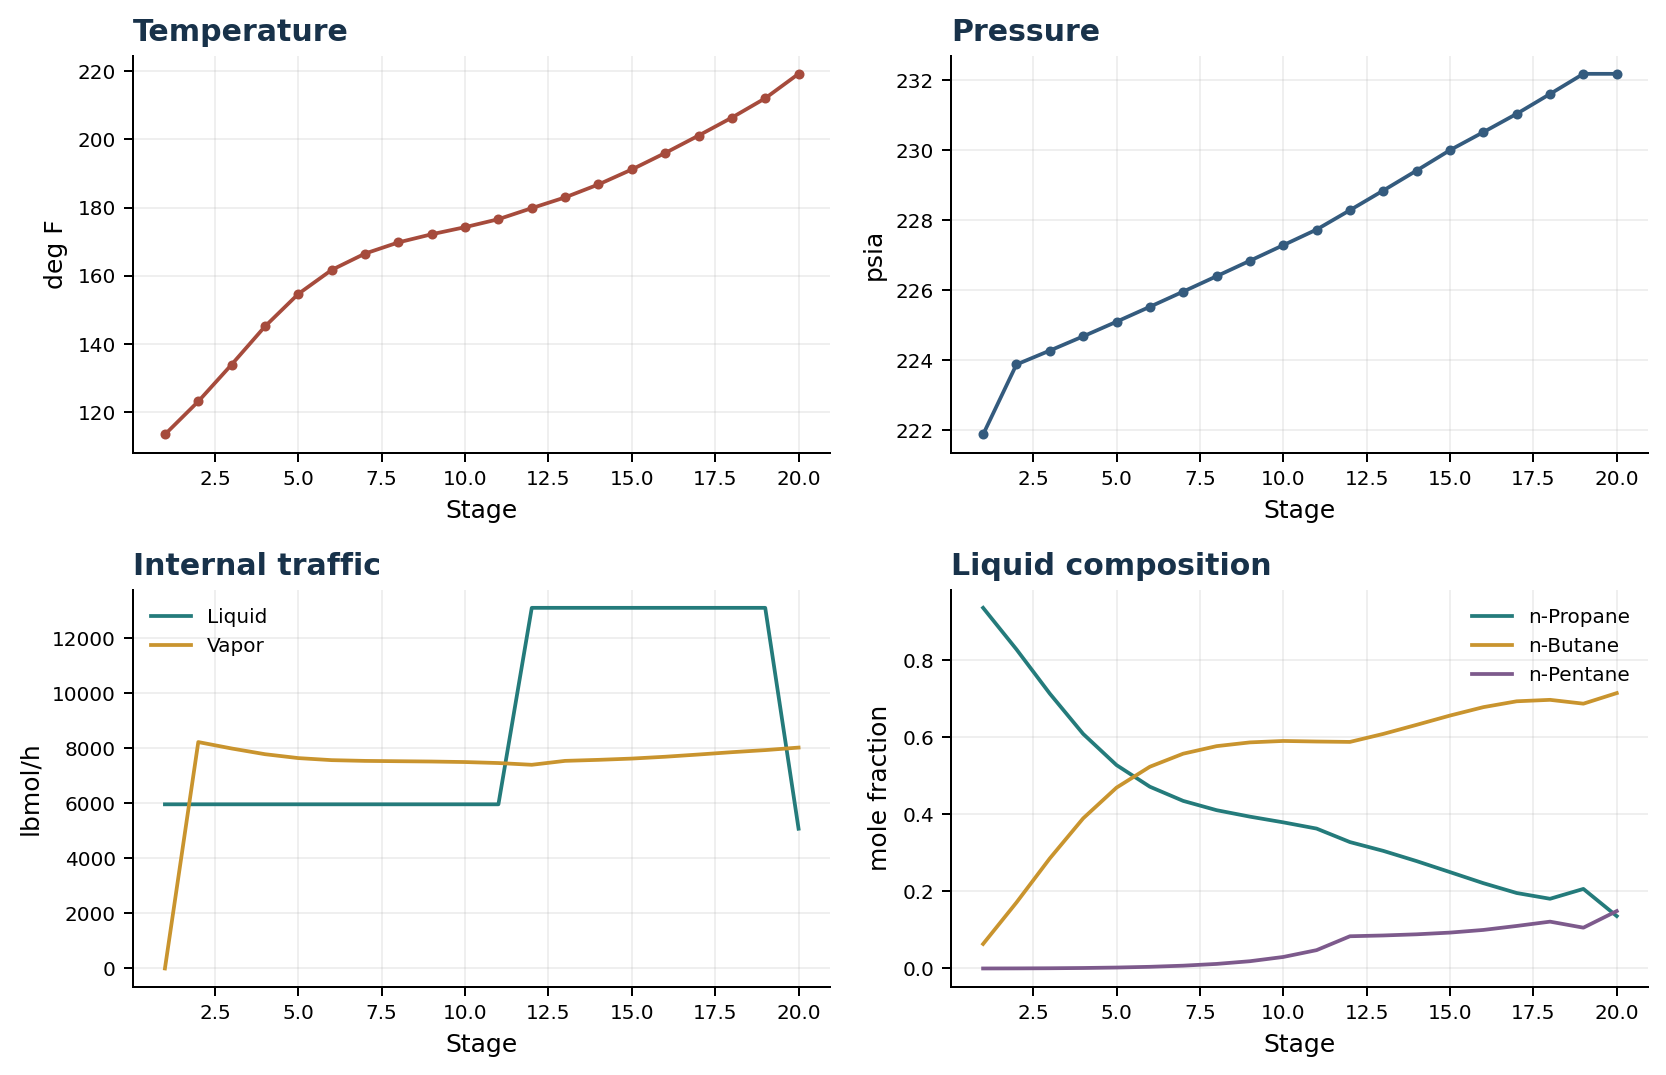 Temperature
220
200
180
160
140
120
deg F
2.5 5.0 7.5 10.0 12.5 15.0 17.5 20.0
Stage
Pressure
232
230
228
226
224
222
psia
2.5 5.0 7.5 10.0 12.5 15.0 17.5 20.0
Stage
Internal traffic
Liquid
Vapor
12000
10000
8000
6000
4000
2000
0
lbmol/h
2.5 5.0 7.5 10.0 12.5 15.0 17.5 20.0
Stage
Liquid composition
n-Propane
n-Butane
n-Pentane
0.8
0.6
0.4
0.2
0.0
mole fraction
2.5 5.0 7.5 10.0 12.5 15.0 17.5 20.0
Stage